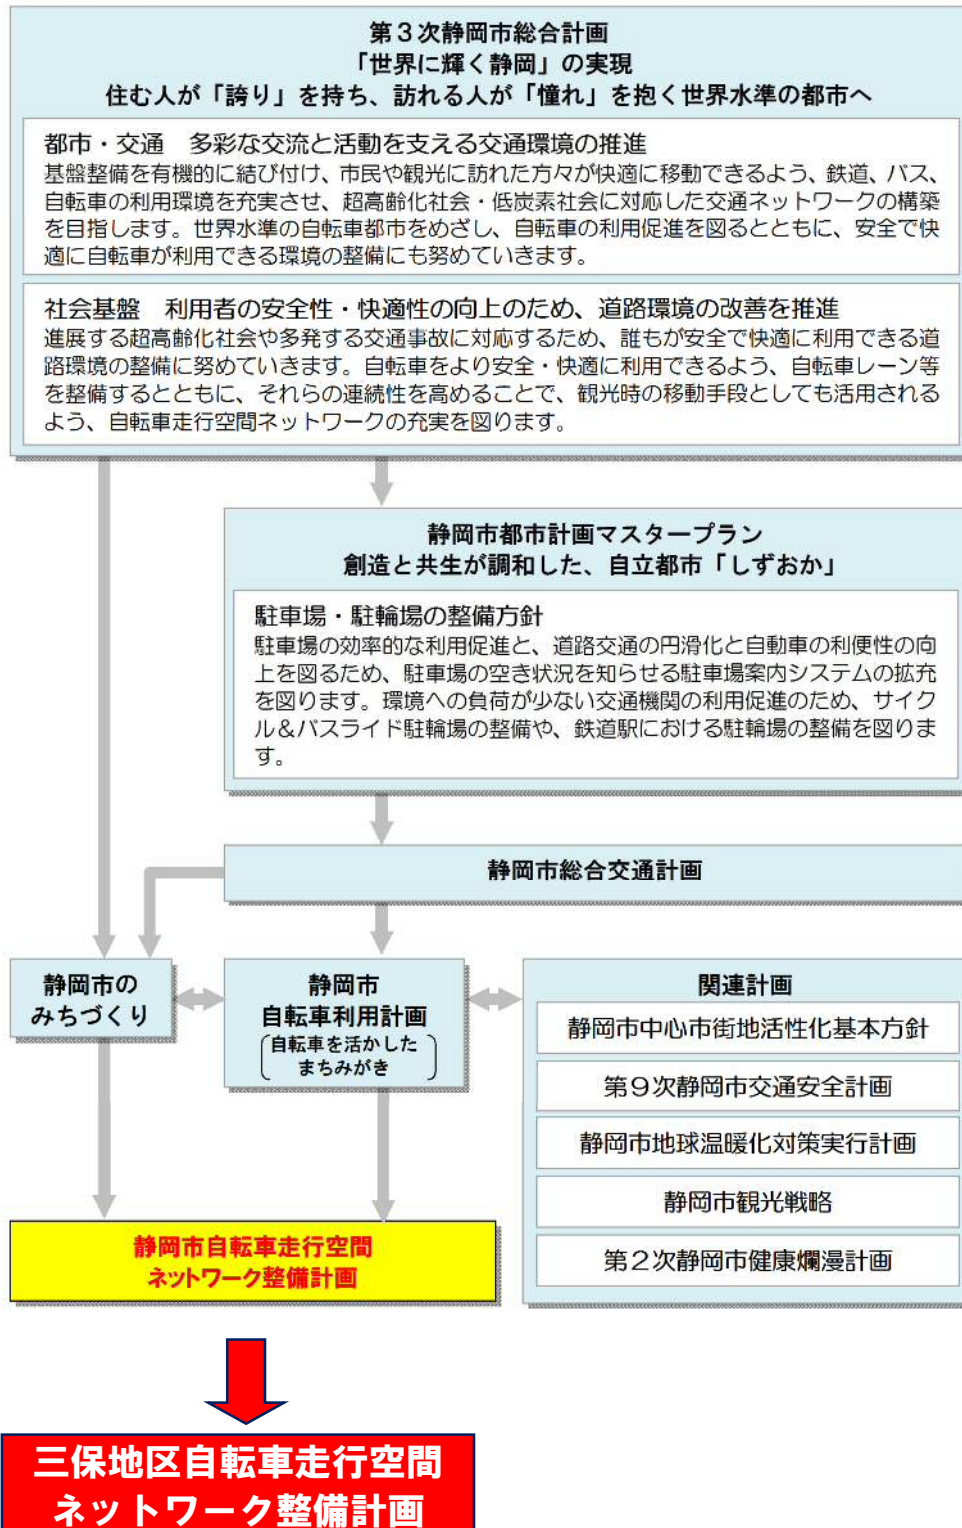 第３次静岡市総合計画
「世界に輝く静岡」の実現
住む人が「誇り」を持ち、訪れる人が「憧れ」を抱く世界水準の都市へ
都市・交通　多彩な交流と活動を支える交通環境の推進
基盤整備を有機的に結び付け、市民や観光に訪れた方々が快適に移動できるよう、鉄道、バス、
自転車の利用環境を充実させ、超高齢化社会・低炭素社会に対応した交通ネットワークの構築
を目指します。世界水準の自転車都市をめざし、自転車の利用促進を図るとともに、安全で快
適に自転車が利用できる環境の整備にも努めていきます。
社会基盤　利用者の安全性・快適性の向上のため、道路環境の改善を推進
進展する超高齢化社会や多発する交通事故に対応するため、誰もが安全で快適に利用できる道
路環境の整備に努めていきます。自転車をより安全・快適に利用できるよう、自転車レーン等
を整備するとともに、それらの連続性を高めることで、観光時の移動手段としても活用される
よう、自転車走行空間ネットワークの充実を図ります。
静岡市都市計画マスタープラン
創造と共生が調和した、自立都市「しずおか」
駐車場・駐輪場の整備方針
駐車場の効率的な利用促進と、道路交通の円滑化と自動車の利便性の向
上を図るため、駐車場の空き状況を知らせる駐車場案内システムの拡充
を図ります。環境への負荷が少ない交通機関の利用促進のため、サイク
ル＆バスライド駐輪場の整備や、鉄道駅における駐輪場の整備を図りま
す。
静岡市総合交通計画
静岡市の
みちづくり
静岡市
自転車利用計画
（自転車を活かした
まちみがき）
関連計画
静岡市中心市街地活性化基本方針
第９次静岡市交通安全計画
静岡市地球温暖化対策実行計画
静岡市観光戦略
第２次静岡市健康爛漫計画
静岡市自転車走行空間
ネットワーク整備計画
三保地区自転車走行空間
ネットワーク整備計画